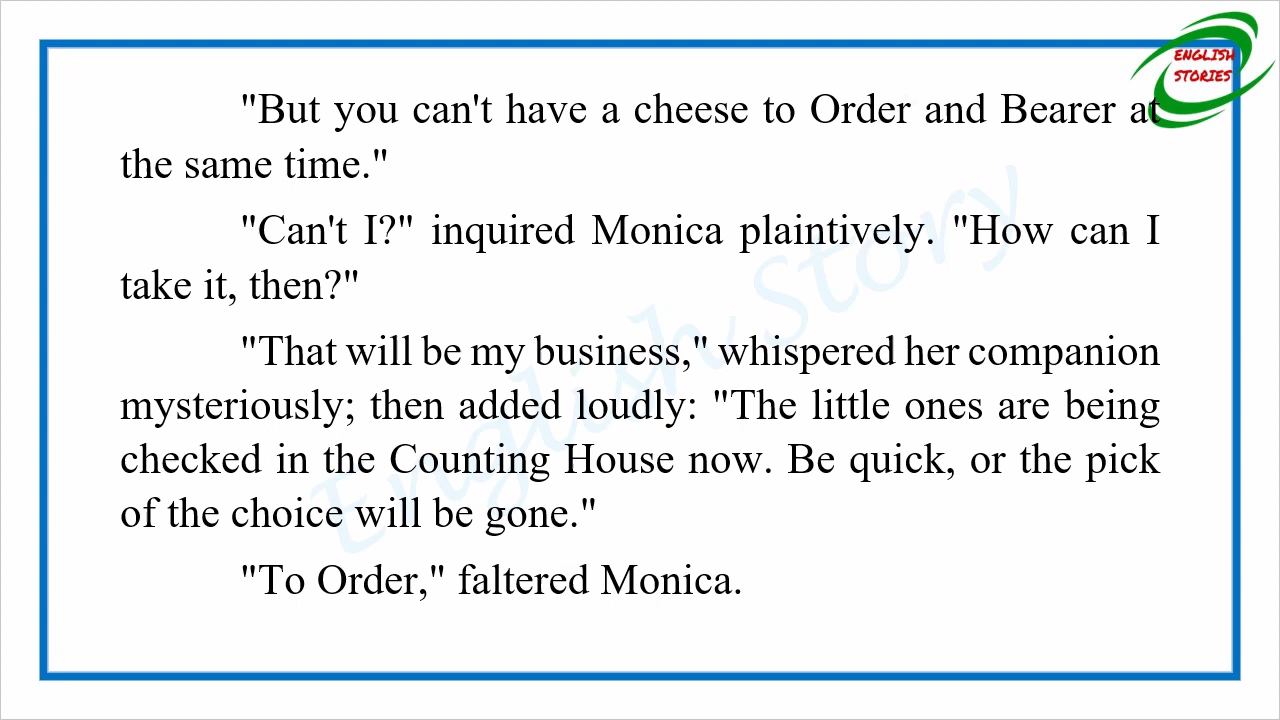 ENGLISH
STORIES
"But you can't have a cheese to Order and Bearer at
the same time."
"Can't I?" inquired Monica plaintively. "How can I
take it, then?"
"That will be my business," whispered her companion
mysteriously; then added loudly: "The little ones are being
checked in the Counting House now. Be quick, or the pick
of the choice will be gone."
"To Order," faltered Monica.
English Story